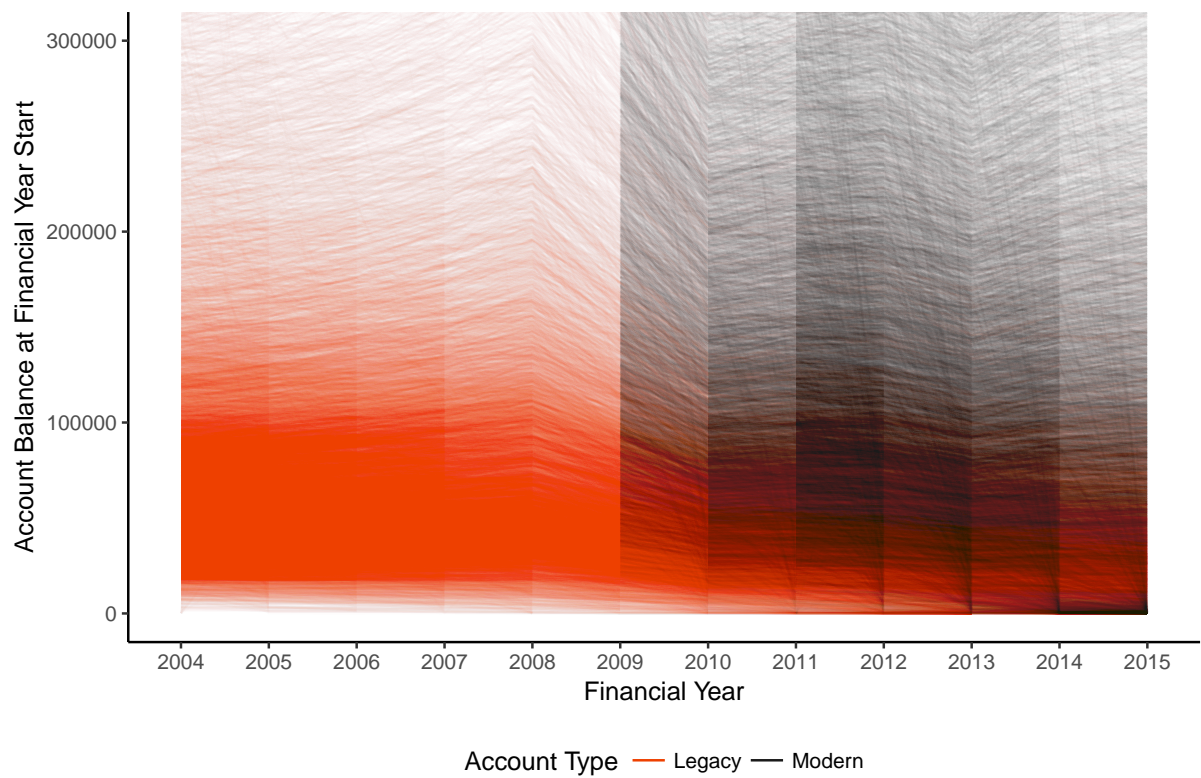 Account Balance at Financial Year Start
300000
200000
100000
0
2004 2005 2006 2007 2008 2009 2010 2011 2012 2013 2014 2015
Financial Year
Account Type Legacy Modern